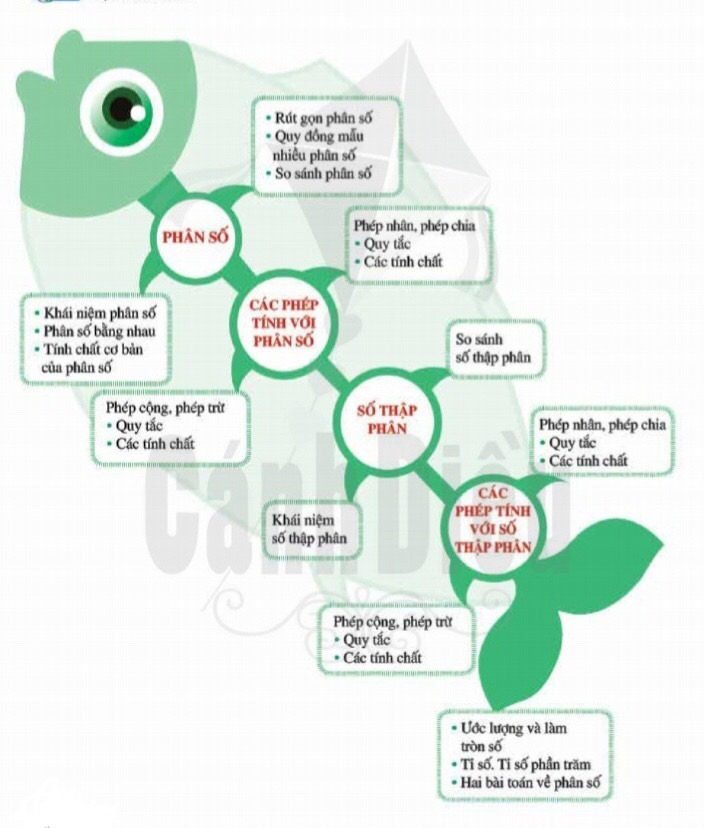 • Rút gọn phân số
• Quy đồng mẫu
nhiều phân số
• So sánh phân số
PHÂN SỐ
Phép nhân, phép chia
• Quy tắc
• Các tính chất
• Khái niệm phân số
• Phân số bằng nhau
• Tính chất cơ bản
của phân số
CÁC PHÉP
TÍNH VỚI
PHÂN SỐ
So sánh
số thập phân
Phép cộng, phép trừ
• Quy tắc
• Các tính chất
SỐ THẬP
PHÂN
Phép nhân, phép chia
• Quy tắc
• Các tính chất
Cánh Diều
Khái niệm
số thập phân
CÁC
PHÉP TÍNH
VỚI SỐ
THẬP PHÂN
Phép cộng, phép trừ
• Quy tắc
• Các tính chất
• Ước lượng và làm
tròn số
• Tỉ số. Tỉ số phần trăm
• Hai bài toán về phân số